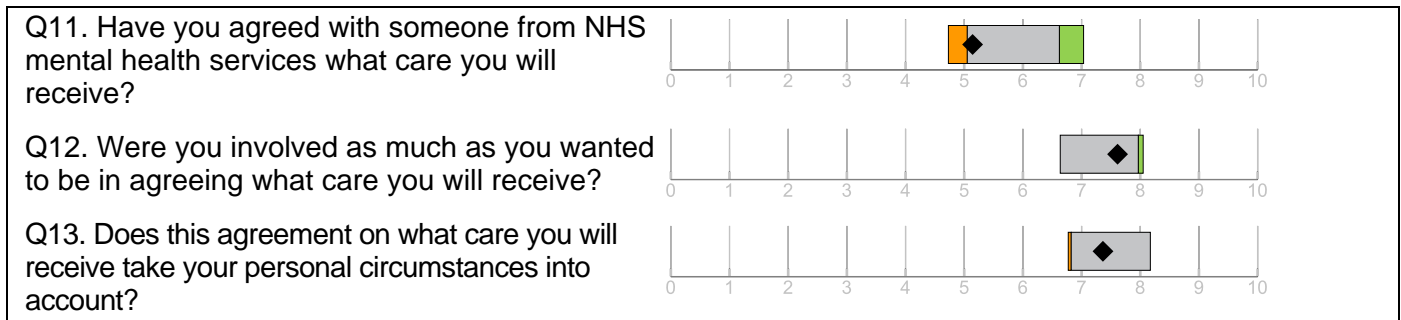 Q11. Have you agreed with someone from NHS
mental health services what care you will
receive?
0 1 2 3 4 5 6 7 8 9 10
Q12. Were you involved as much as you wanted
to be in agreeing what care you will receive?
0 1 2 3 4 5 6 7 8 9 10
Q13. Does this agreement on what care you will
receive take your personal circumstances into
account?
0 1 2 3 4 5 6 7 8 9 10